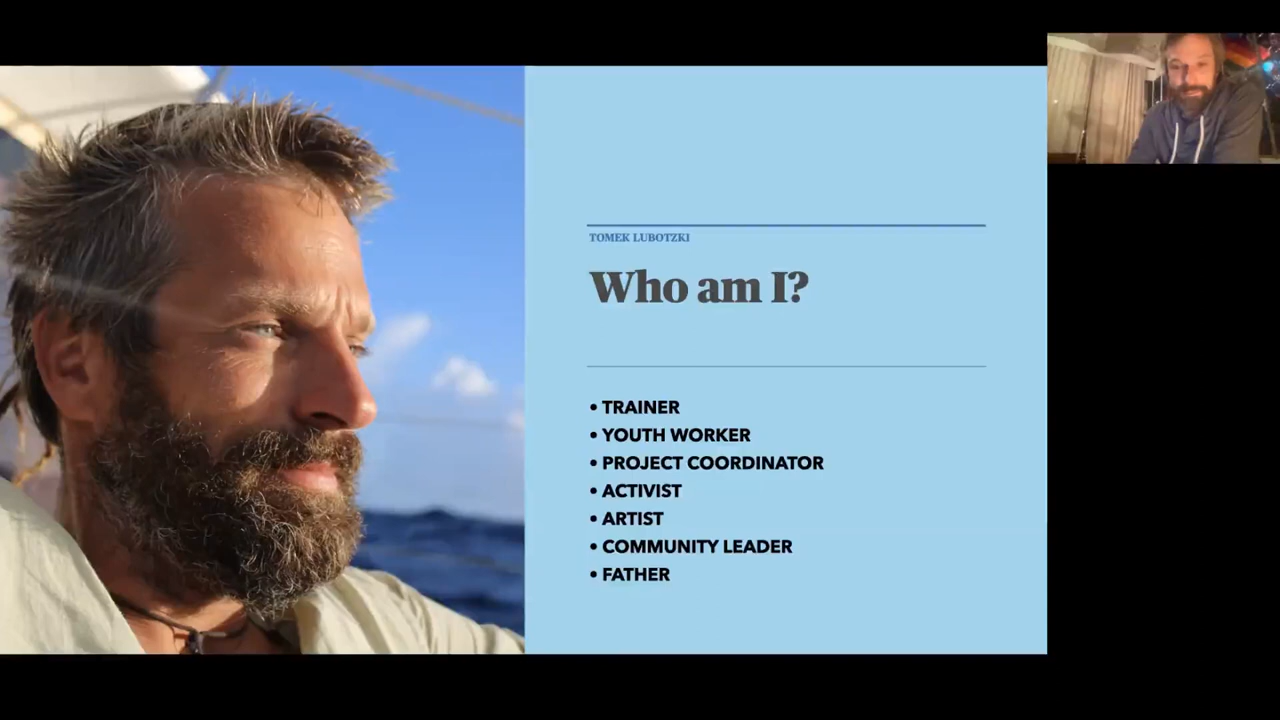 TOMEK LUBOTZKI
Who am I?
• TRAINER
• YOUTH WORKER
• PROJECT COORDINATOR
• ACTIVIST
• ARTIST
• COMMUNITY LEADER
• FATHER